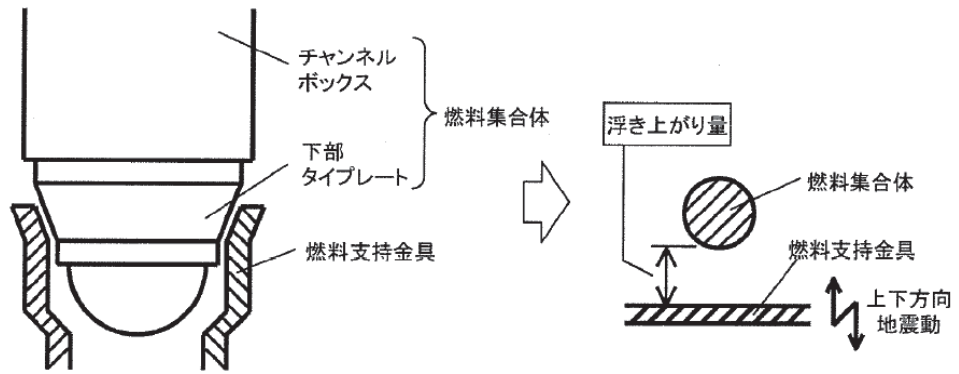 チャンネル
ボックス
燃料集合体
下部
タイプレート
燃料支持金具
浮き上がり量
燃料集合体
燃料支持金具
上下方向
地震動